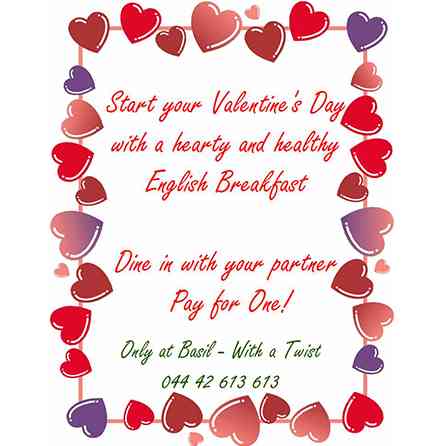 Start your Valentine's Day
with a hearty and healthy
English Breakfast
Dine in with your partner
Pay for One!
Only at Basil - With a Twist
044 42 613 613